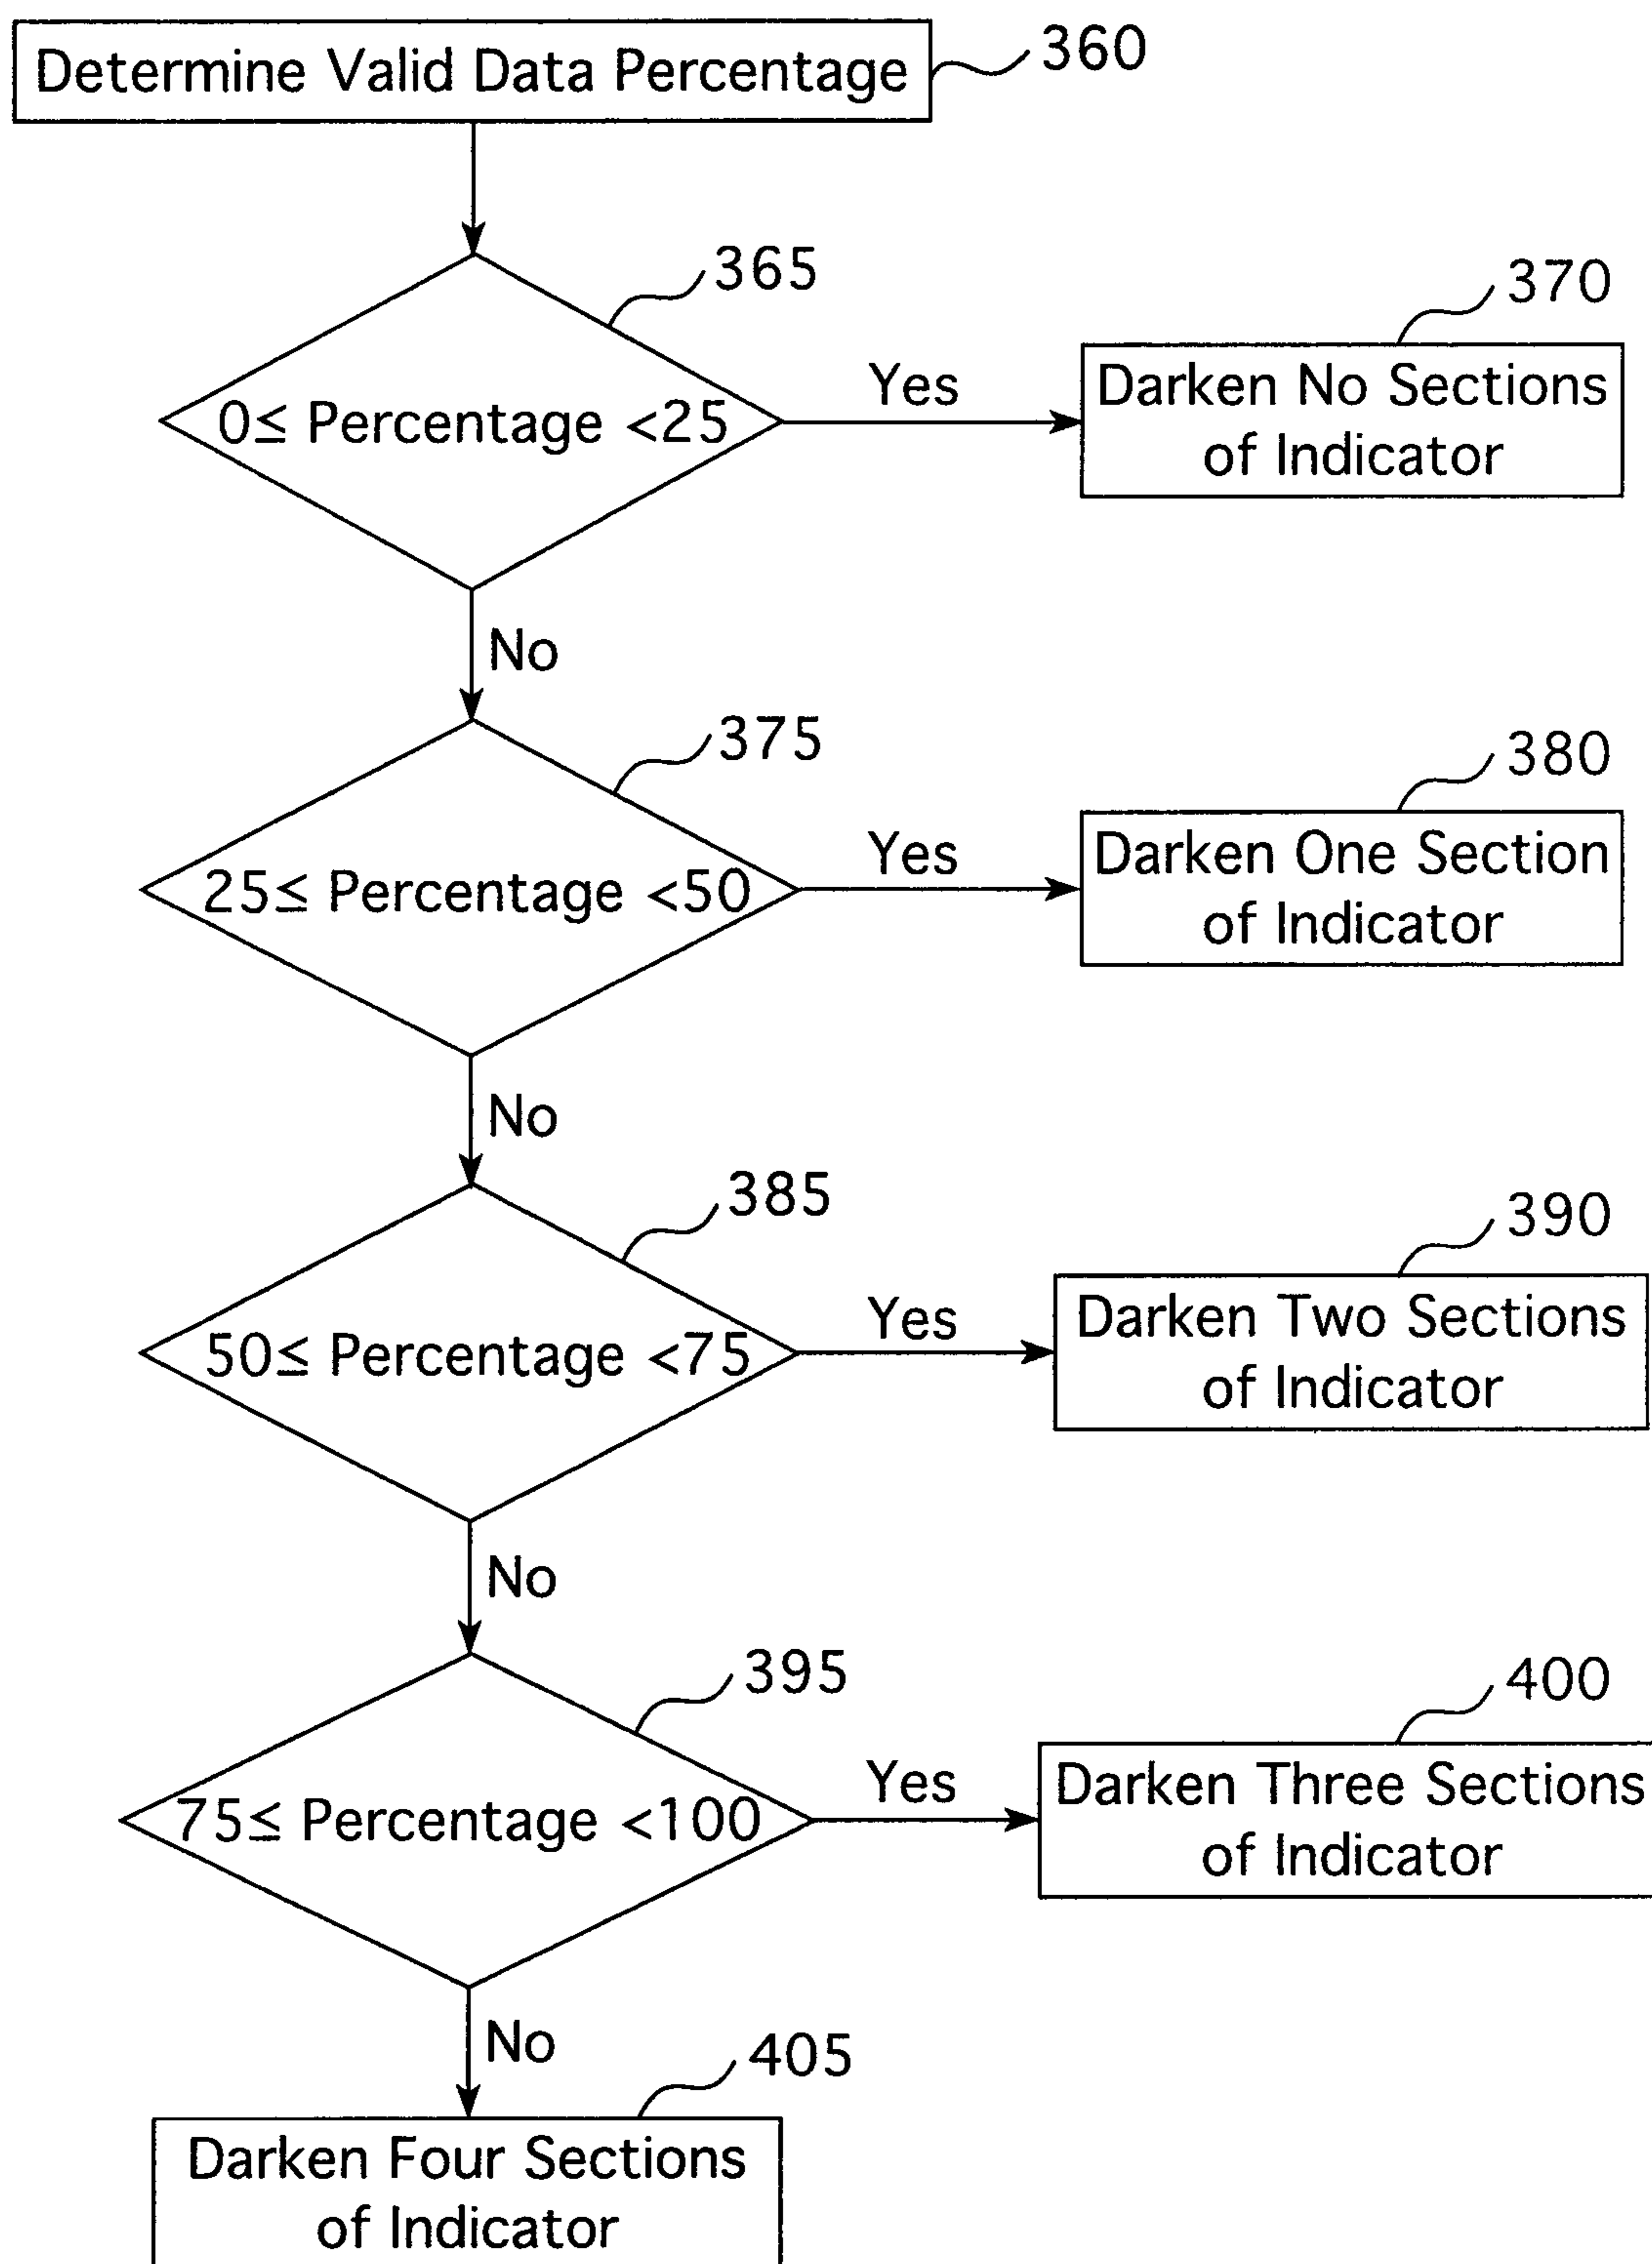 Determine Valid Data Percentage
360
365
0≤ Percentage <25
Yes
370
Darken No Sections
of Indicator
No
375
25≤ Percentage <50
Yes
380
Darken One Section
of Indicator
No
385
50≤ Percentage <75
Yes
390
Darken Two Sections
of Indicator
No
395
75≤ Percentage <100
Yes
400
Darken Three Sections
of Indicator
No
405
Darken Four Sections
of Indicator